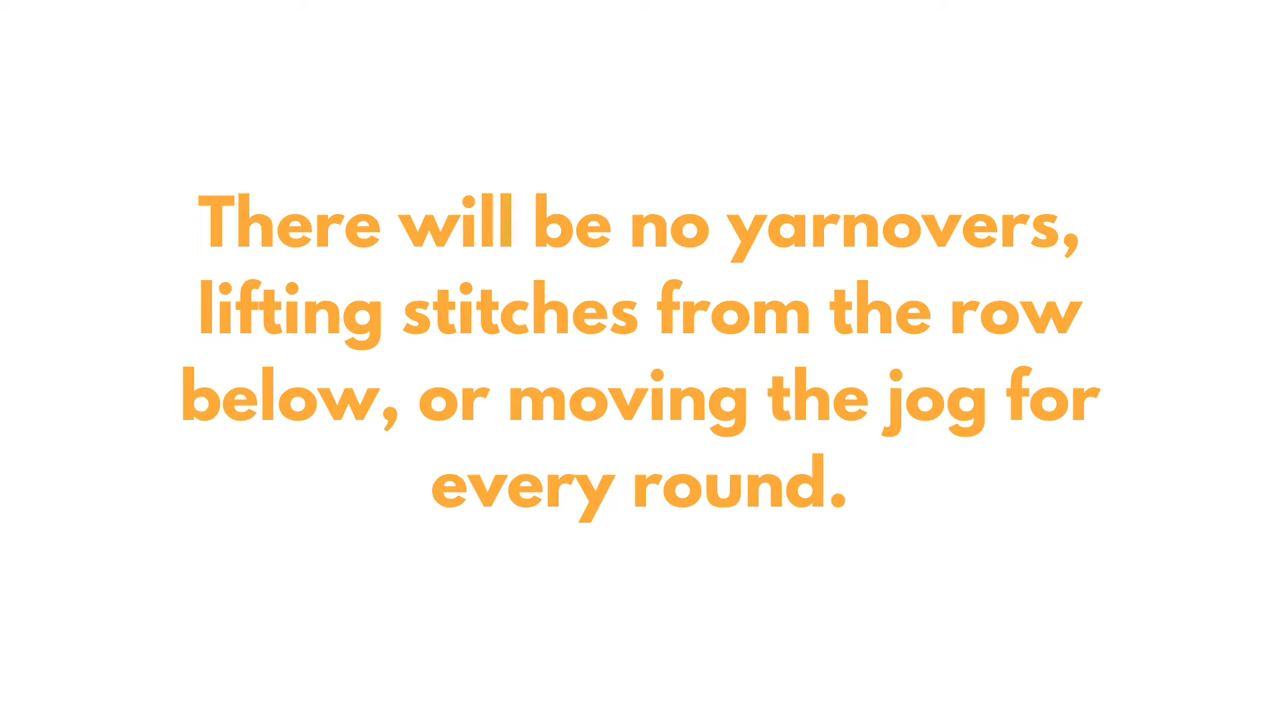 There will be no yarnovers,
lifting stitches from the row
below, or moving the jog for
every round.